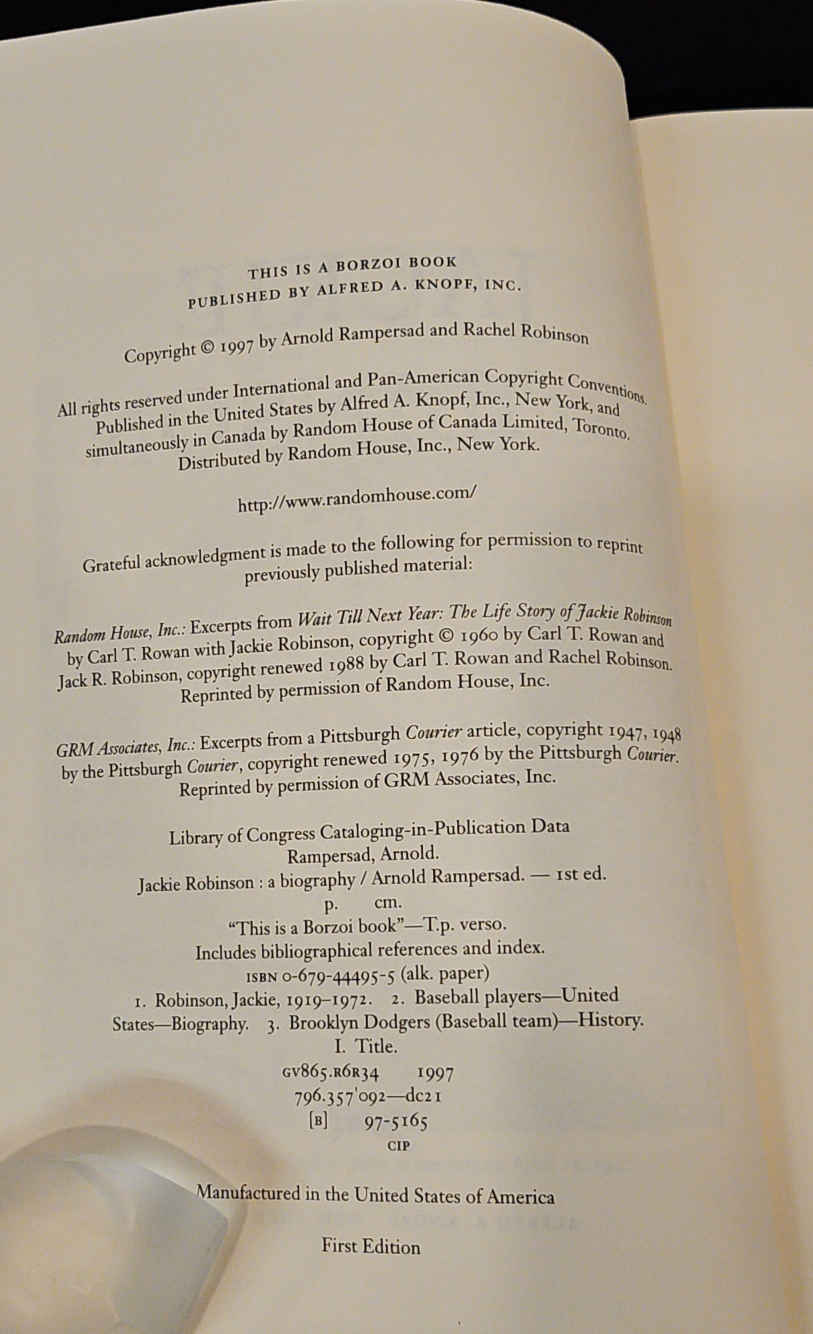 THIS IS A BORZOI BOOK
PUBLISHED BY ALFRED A. KNOPF, INC.
Copyright © 1997 by Arnold Rampersad and Rachel Robinson
All rights reserved under International and Pan-American Copyright Conventions.
Published in the United States by Alfred A. Knopf, Inc., New York, and
simultaneously in Canada by Random House of Canada Limited, Toronto.
Distributed by Random House, Inc., New York.
http://www.randomhouse.com/
Grateful acknowledgment is made to the following for permission to reprint
previously published material:
Random House, Inc.: Excerpts from Wait Till Next Year: The Life Story of Jackie Robinson
by Carl T. Rowan with Jackie Robinson, copyright © 1960 by Carl T. Rowan and
Jack R. Robinson, copyright renewed 1988 by Carl T. Rowan and Rachel Robinson.
Reprinted by permission of Random House, Inc.
GRM Associates, Inc.: Excerpts from a Pittsburgh Courier article, copyright 1947, 1948
by the Pittsburgh Courier, copyright renewed 1975, 1976 by the Pittsburgh Courier.
Reprinted by permission of GRM Associates, Inc.
Library of Congress Cataloging-in-Publication Data
Rampersad, Arnold.
Jackie Robinson : a biography / Arnold Rampersad. — 1st ed.
p. cm.
“This is a Borzoi book”—T.p. verso.
Includes bibliographical references and index.
ISBN 0-679-44495-5 (alk. paper)
1. Robinson, Jackie, 1919–1972. 2. Baseball players—United
States—Biography. 3. Brooklyn Dodgers (Baseball team)—History.
I. Title.
GV865.R6R34 1997
796.357'092—dc21
[B] 97-5165
CIP
Manufactured in the United States of America
First Edition